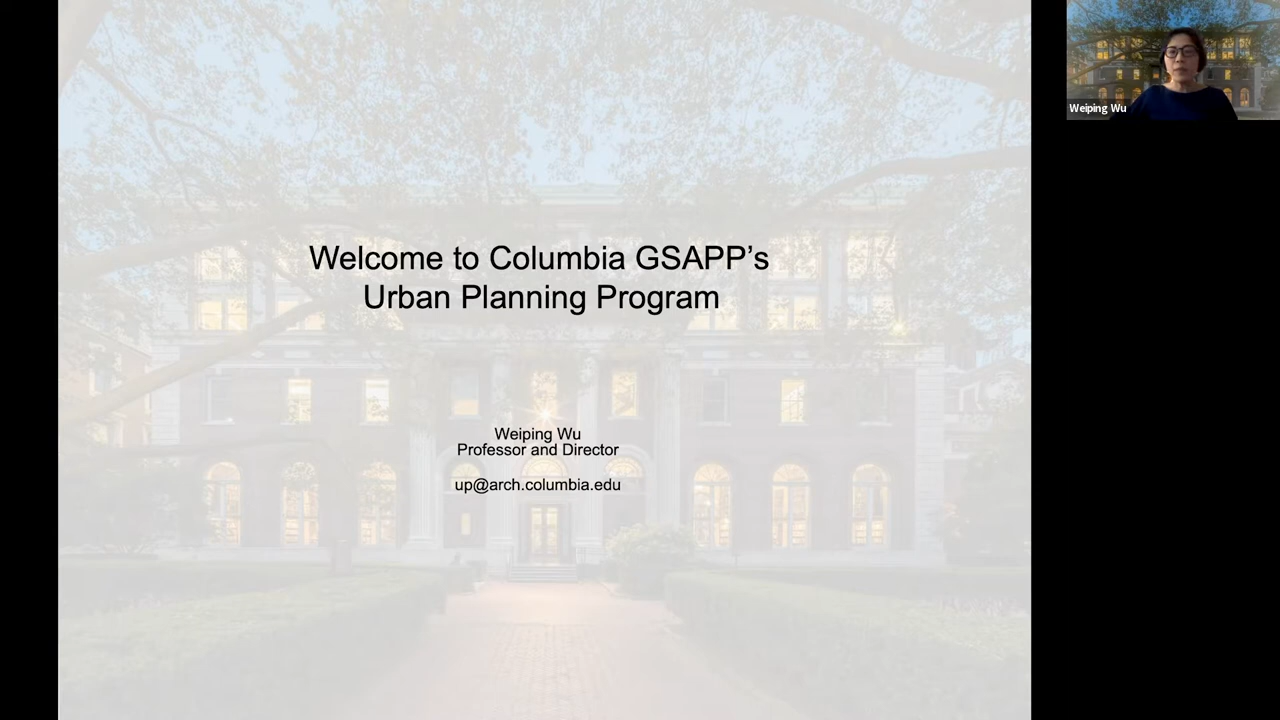 Welcome to Columbia GSAPP’s
Urban Planning Program
Weiping Wu
Professor and Director
up@arch.columbia.edu
Weiping Wu